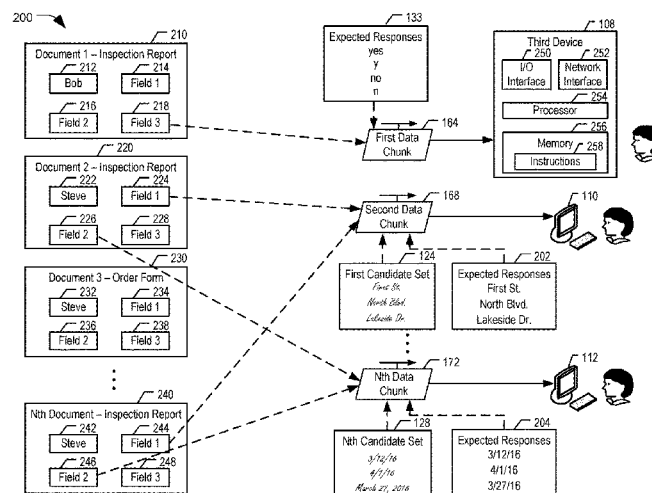 200
210
Document 1 – Inspection Report
212
214
Bob
Field 1
216
218
Field 2
Field 3
220
Document 2 – Inspection Report
222
224
Steve
Field 1
226
228
Field 2
Field 3
230
Document 3 – Order Form
232
234
Steve
Field 1
236
238
Field 2
Field 3
240
Nth Document – Inspection Report
242
244
Steve
Field 1
246
248
Field 2
Field 3
133
Expected Responses
yes
y
no
n
164
First Data
Chunk
168
Second Data
Chunk
124
First Candidate Set
First St.
North Blvd.
Lakeside Dr.
202
Expected Responses
First St.
North Blvd.
Lakeside Dr.
172
Nth Data
Chunk
128
Nth Candidate Set
3/12/16
4/1/16
March 27, 2016
204
Expected Responses
3/12/16
4/1/16
3/27/16
108
Third Device
250
252
I/O
Interface
Network
Interface
254
Processor
256
Memory
258
Instructions
110
112